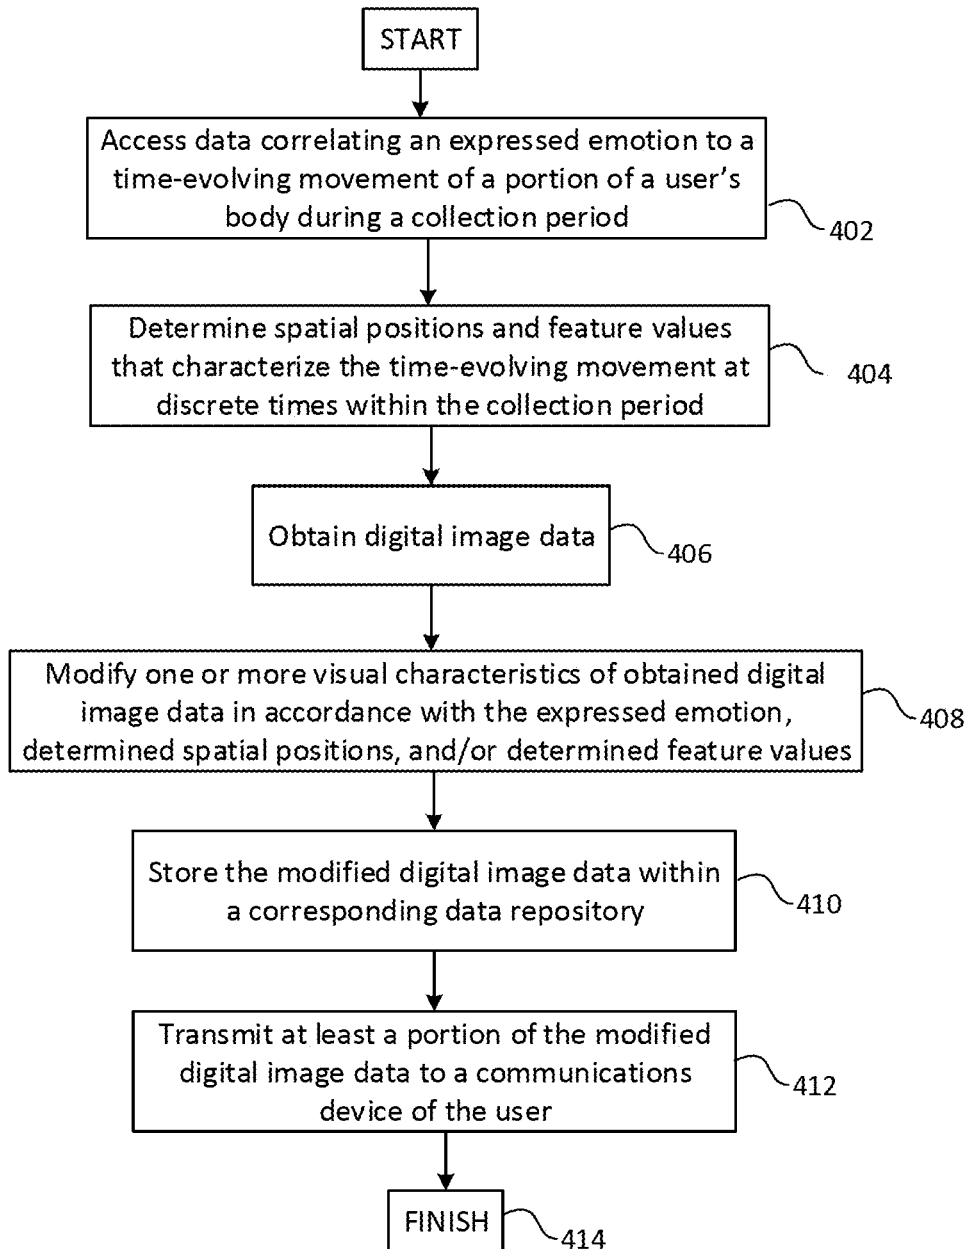 START
Access data correlating an expressed emotion to a
time-evolving movement of a portion of a user's
body during a collection period
402
Determine spatial positions and feature values
that characterize the time-evolving movement at
discrete times within the collection period
404
Obtain digital image data
406
Modify one or more visual characteristics of obtained digital
image data in accordance with the expressed emotion,
determined spatial positions, and/or determined feature values
408
Store the modified digital image data within
a corresponding data repository
410
Transmit at least a portion of the modified
digital image data to a communications
device of the user
412
FINISH
414